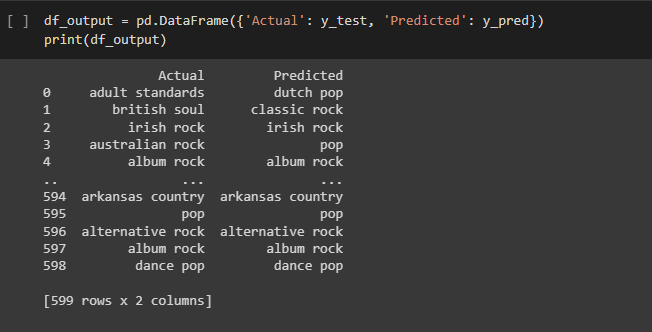 [ ] df_output = pd.DataFrame({'Actual': y_test, 'Predicted': y_pred})
print(df_output)
Actual Predicted
0 adult standards dutch pop
1 british soul classic rock
2 irish rock irish rock
3 australian rock pop
4 album rock album rock
.. ... ...
594 arkansas country arkansas country
595 pop pop
596 alternative rock alternative rock
597 album rock album rock
598 dance pop dance pop
[599 rows x 2 columns]